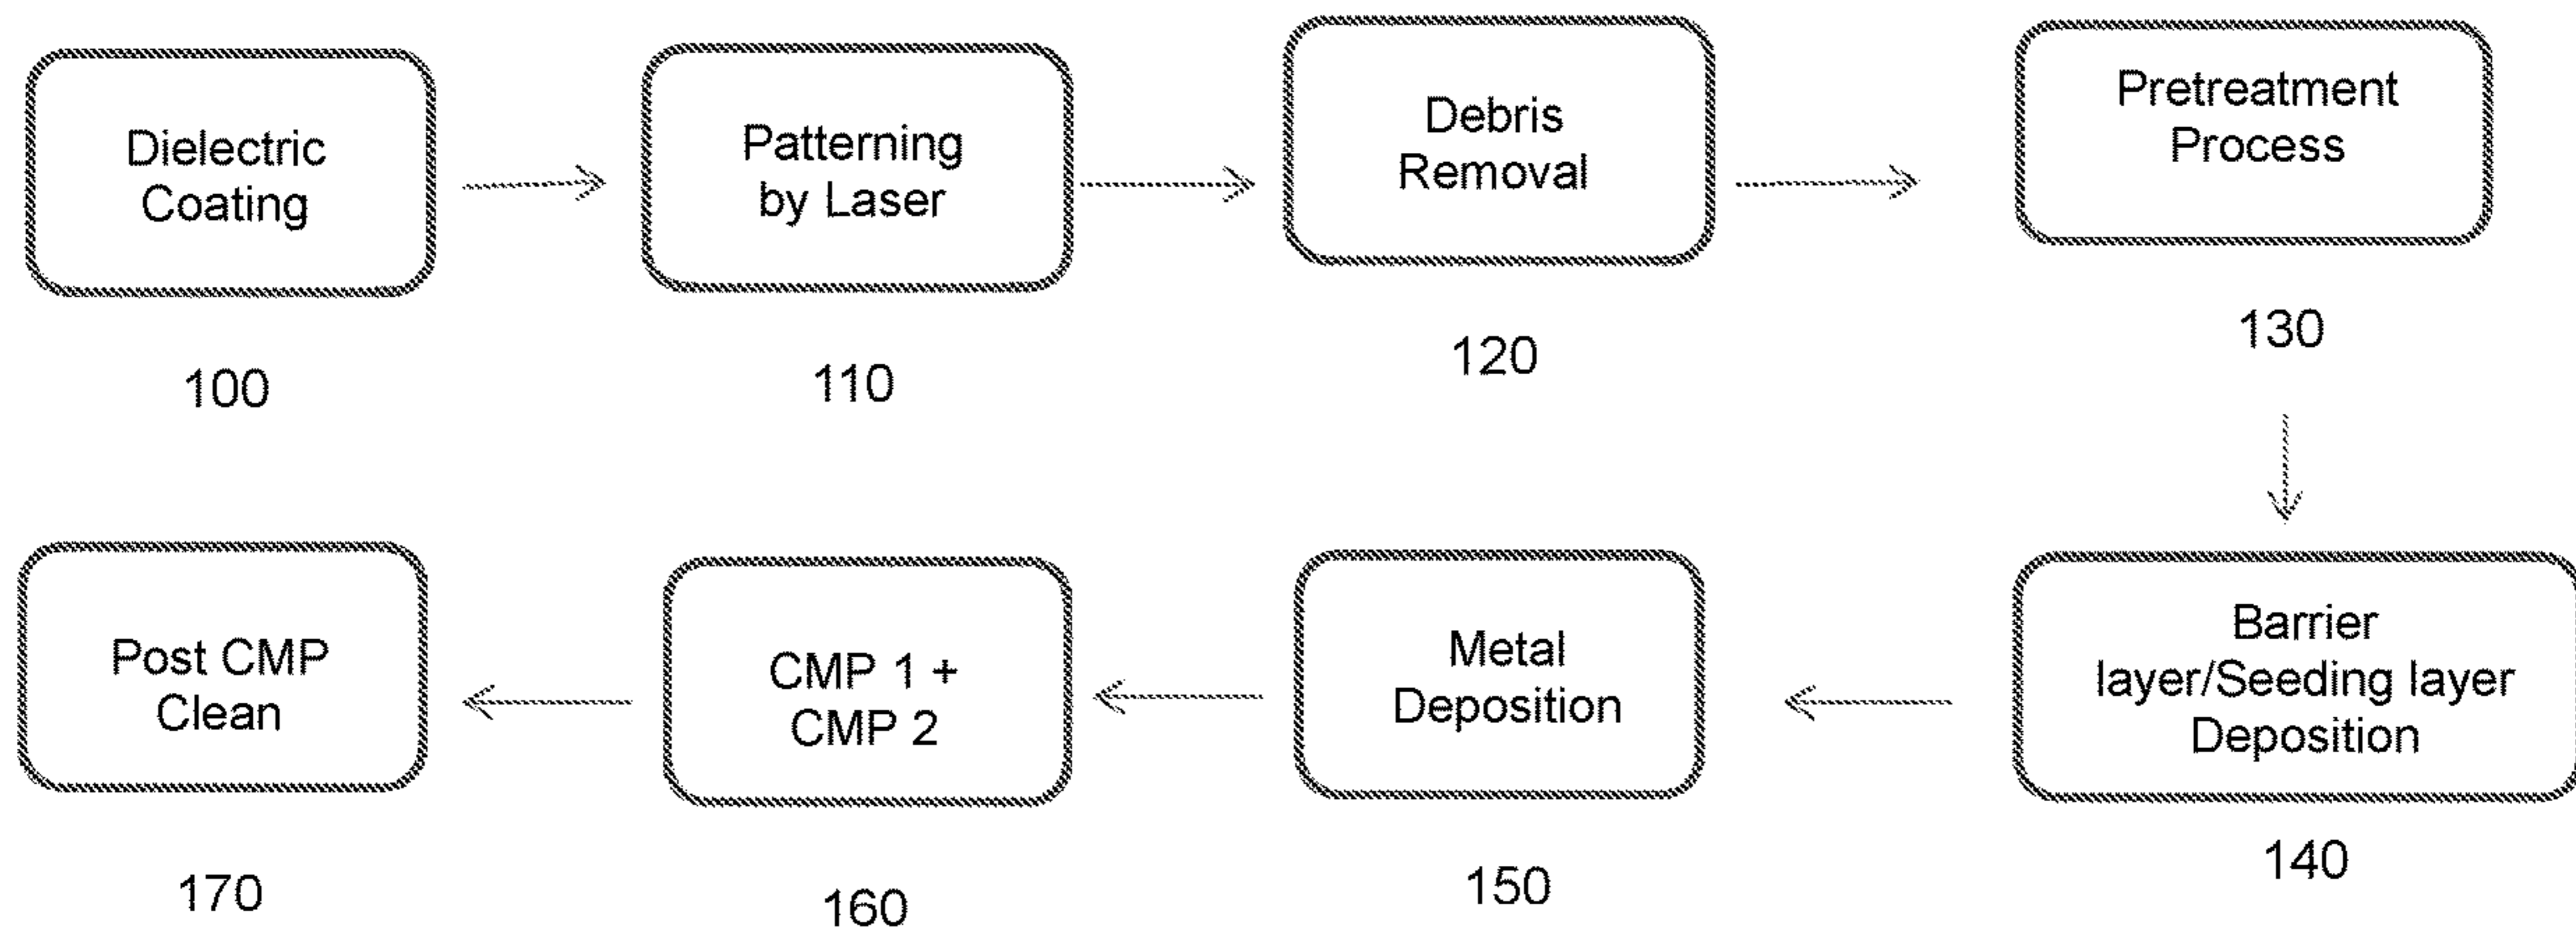 Dielectric
Coating
100
Patterning
by Laser
110
Debris
Removal
120
Pretreatment
Process
130
Barrier
layer/Seeding layer
Deposition
140
Metal
Deposition
150
CMP 1 +
CMP 2
160
Post CMP
Clean
170